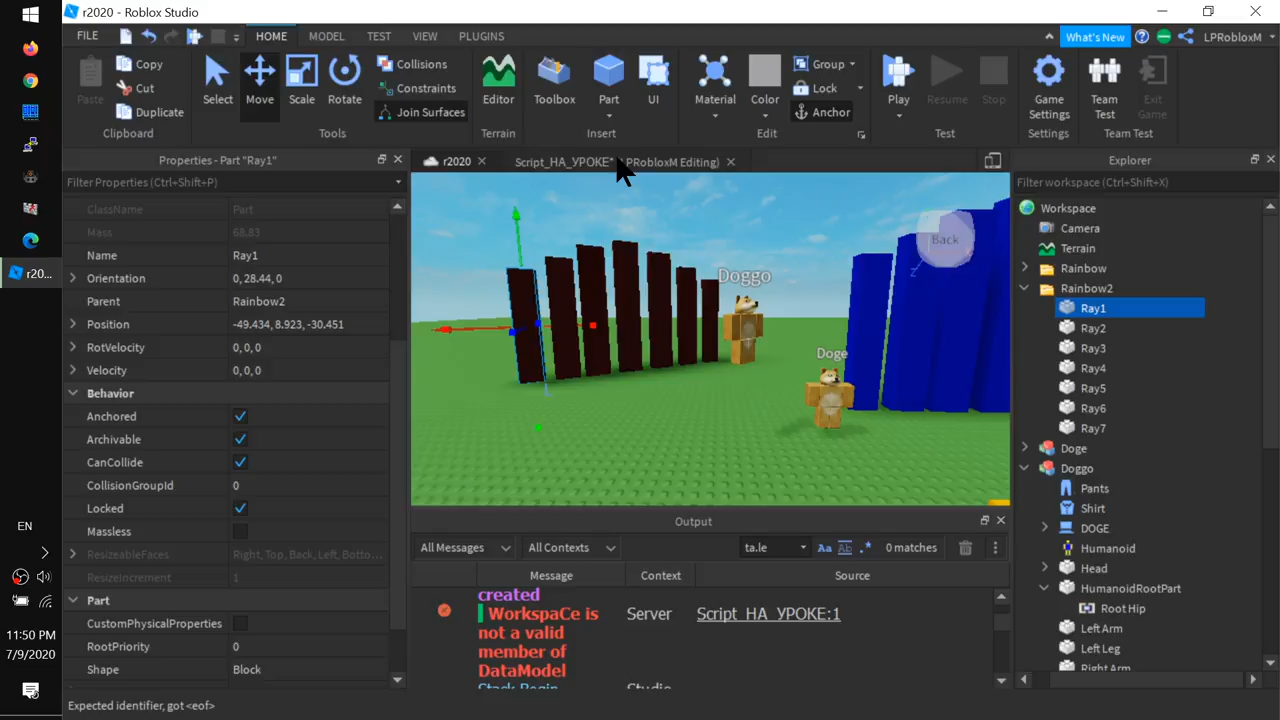 r2020 - Roblox Studio
FILE HOME MODEL TEST VIEW PLUGINS What's New LPRobloxM
Paste Copy Cut Duplicate Select Move Scale Rotate Collisions Constraints Join Surfaces Editor Toolbox Part UI Material Color Group Lock Anchor Play Resume Stop Game Settings Team Test Exit Game
Clipboard Tools Terrain Insert Edit Test Settings Team Test
Properties - Part "Ray1"
Filter Properties (Ctrl+Shift+P)
ClassName Part
Mass 68.83
Name Ray1
Orientation 0,28.44,0
Parent Rainbow2
Position -49.434, 8.923, -30.451
RotVelocity 0,0,0
Velocity 0,0,0
Behavior
Anchored
Archivable
CanCollide
CollisionGroupId 0
Locked
Massless
ResizeableFaces Right, Top, Back, Left, Botto...
ResizeIncrement 1
Part
CustomPhysicalProperties
RootPriority 0
Shape Block
r2020
Script_НА_УРОКЕ* PRobloxM Editing)
Back
Z
Doggo
Doge
Output
All Messages All Contexts ta.le Aa Ab .* 0 matches
Message Context Source
created
WorkspaCe is not a valid member of DataModel
Server
Script_НА_УРОКЕ:1
Stack Begin Studio
Explorer
Filter workspace (Ctrl+Shift+X)
Workspace
Camera
Terrain
Rainbow
Rainbow2
Ray1
Ray2
Ray3
Ray4
Ray5
Ray6
Ray7
Doge
Doggo
Pants
Shirt
DOGE
Humanoid
Head
HumanoidRootPart
Root Hip
Left Arm
Left Leg
Right Arm
r20...
EN
11:50 PM
7/9/2020
Expected identifier, got <eof>